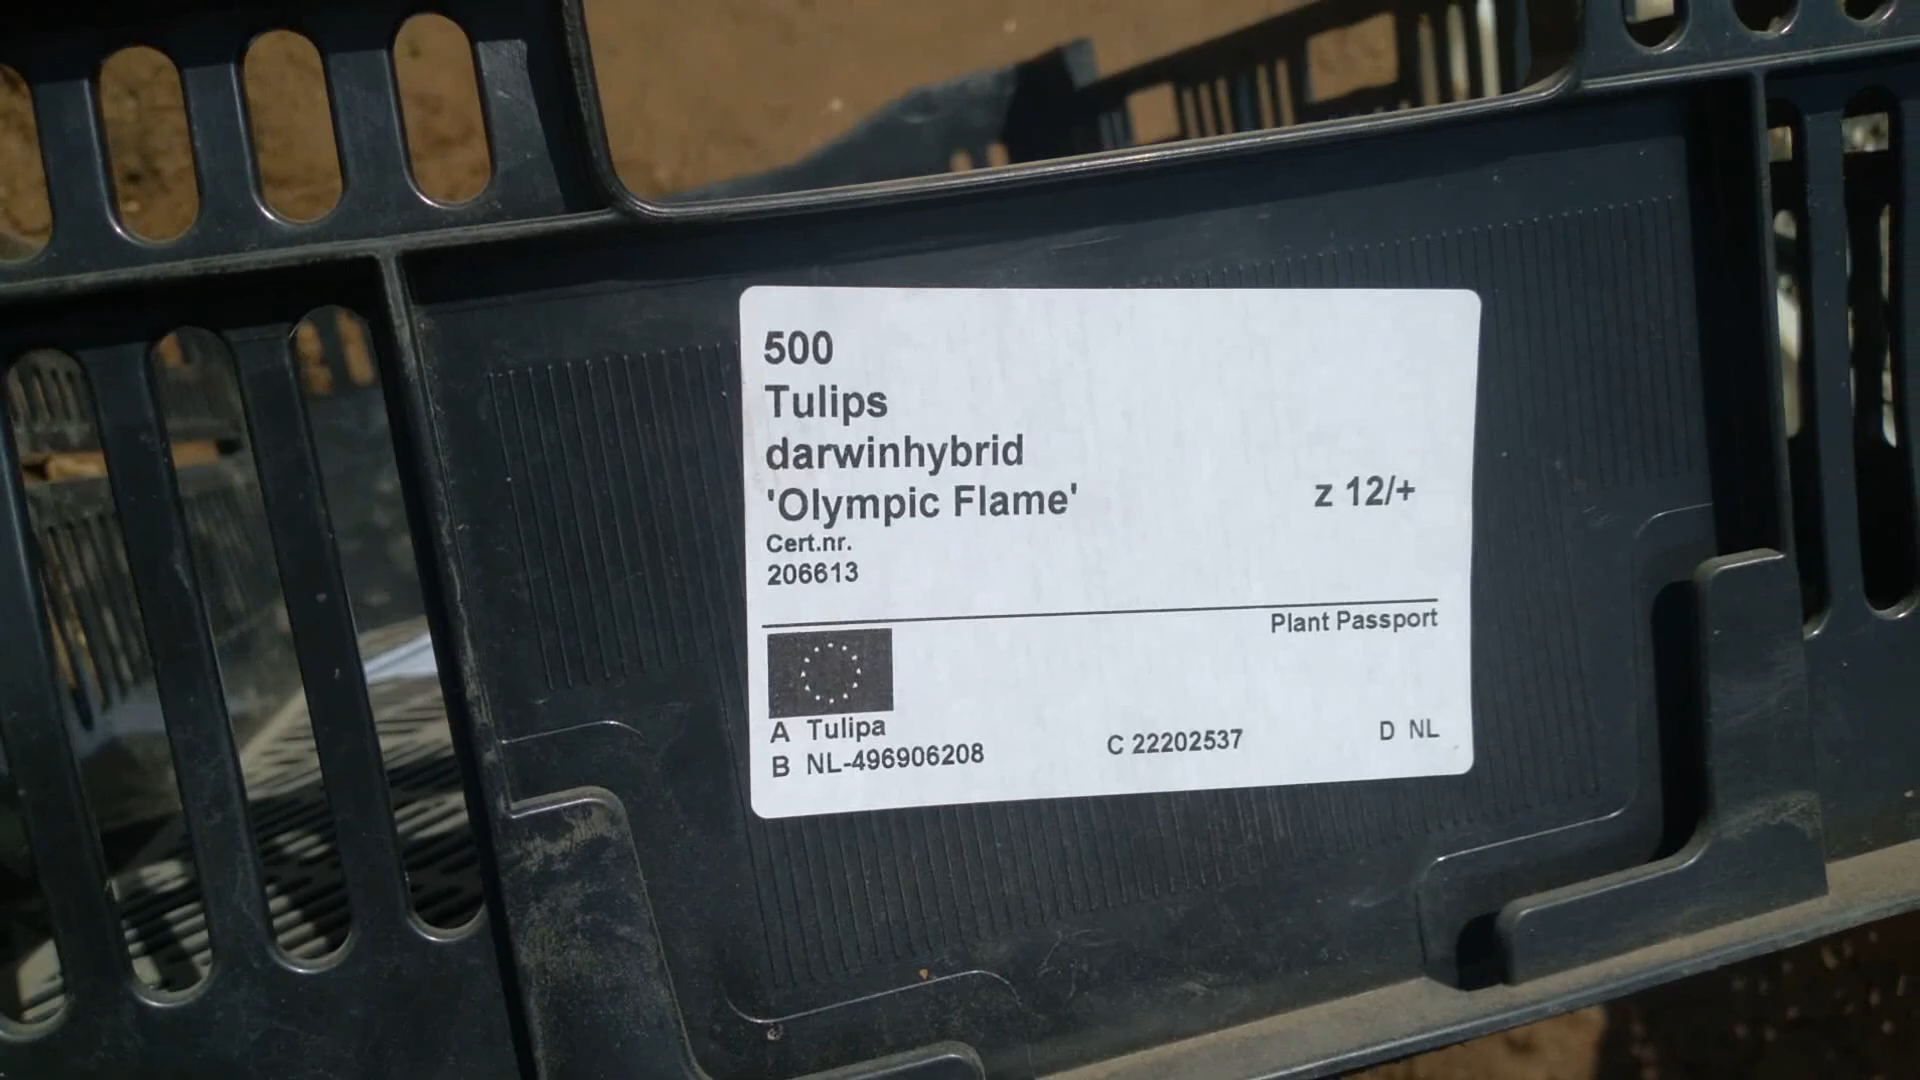 500
Tulips
darwinhybrid
'Olympic Flame' z 12/+
Cert.nr.
206613
Plant Passport
A Tulipa
B NL-496906208 C 22202537 D NL